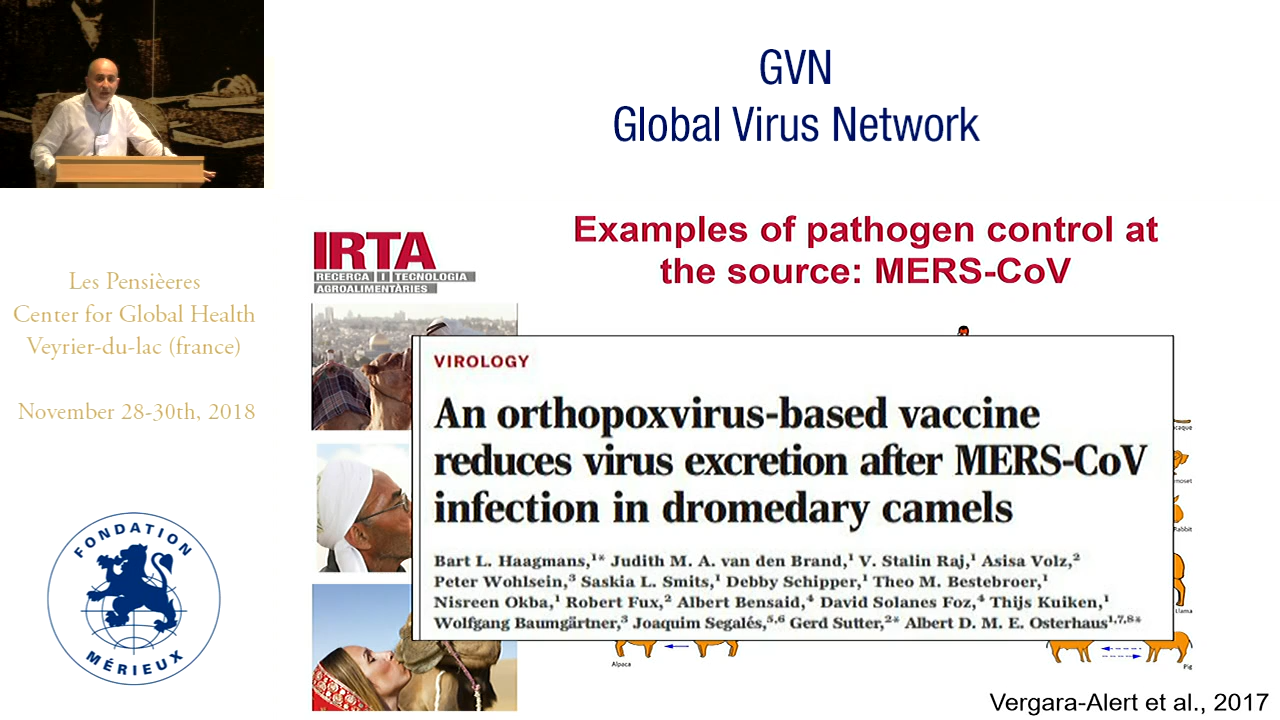 GVN
Global Virus Network
Les Pensièeres
Center for Global Health
Veyrier-du-lac (france)
November 28-30th, 2018
FONDATION
MÉRIEUX
IRTA
RECERCA I TECNOLOGIA
AGROALIMENTÀRIES
Examples of pathogen control at
the source: MERS-CoV
VIROLOGY
An orthopoxvirus-based vaccine
reduces virus excretion after MERS-CoV
infection in dromedary camels
Bart L. Haagmans,¹* Judith M. A. van den Brand,¹ V. Stalin Raj,¹ Asisa Volz,²
Peter Wohlsein,³ Saskia L. Smits,¹ Debby Schipper,¹ Theo M. Bestebroer,¹
Nisreen Okba,¹ Robert Fux,² Albert Bensaid,⁴ David Solanes Foz,⁴ Thijs Kuiken,¹
Wolfgang Baumgärtner,³ Joaquim Segalés,⁵,⁶ Gerd Sutter,²* Albert D. M. E. Osterhaus¹,⁷,⁸*
Rabbit
Llama
Alpaca
Pig
Vergara-Alert et al., 2017